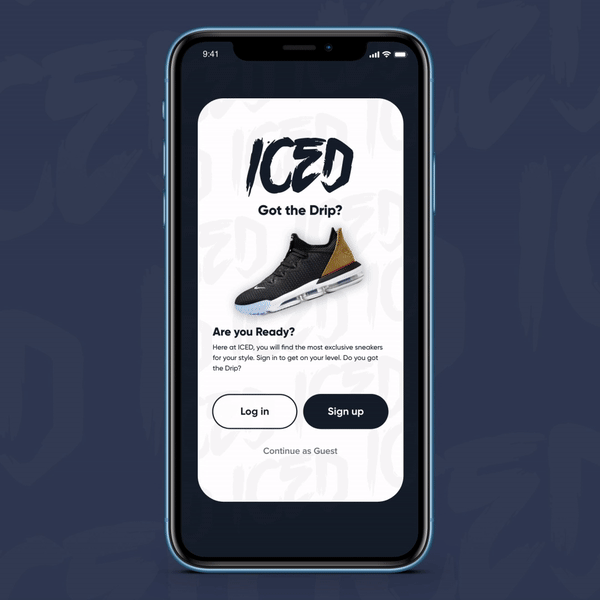 9:41
ICED
Got the Drip?
Are you Ready?
Here at ICED, you will find the most exclusive sneakers
for your style. Sign in to get on your level. Do you got
the Drip?
Log in
Sign up
Continue as Guest